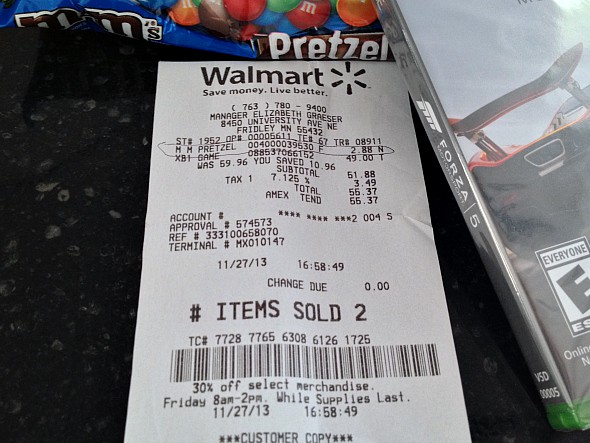 m&m's
Pretzel
Walmart
Save money. Live better.
( 763 ) 780 - 9400
MANAGER ELIZABETH GRAESER
8450 UNIVERSITY AVE NE
FRIDLEY MN 55432
ST# 1952 OP# 00005611 TE# 67 TR# 08911
M M PRETZEL 004000039530 F 2.88 N
XB1 GAME 088537066152 49.00 T
WAS 59.96 YOU SAVED 10.96
SUBTOTAL 51.88
TAX 1 7.125 % 3.49
TOTAL 55.37
AMEX TEND 55.37
ACCOUNT # **** **** ***2 004 S
APPROVAL # 574573
REF # 333100658070
TERMINAL # MX010147
11/27/13 16:58:49
CHANGE DUE 0.00
# ITEMS SOLD 2
TC# 7728 7765 6308 6126 1725
30% off select merchandise.
Friday 8am-2pm. While Supplies Last.
11/27/13 16:58:49
***CUSTOMER COPY***
FORZA 5
EVERYONE
E